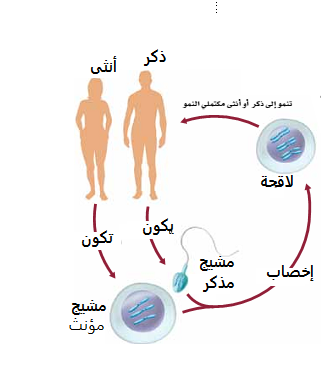 ذكر
أنثى
تنمو إلى ذكر أو أنثى مكتملي النمو
لاقحة
يكون
تكون
مشيج
مذكر
إخصاب
مشيج
مؤنث